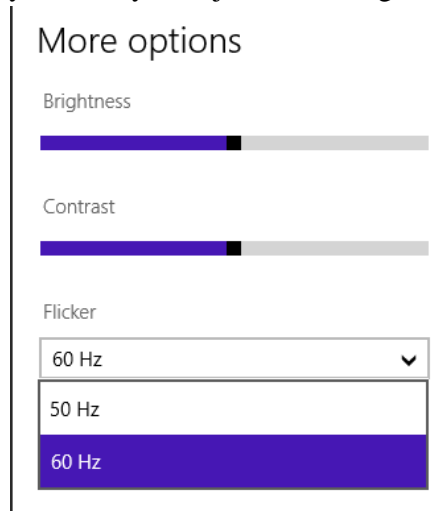 More options
Brightness
Contrast
Flicker
60 Hz
50 Hz
60 Hz